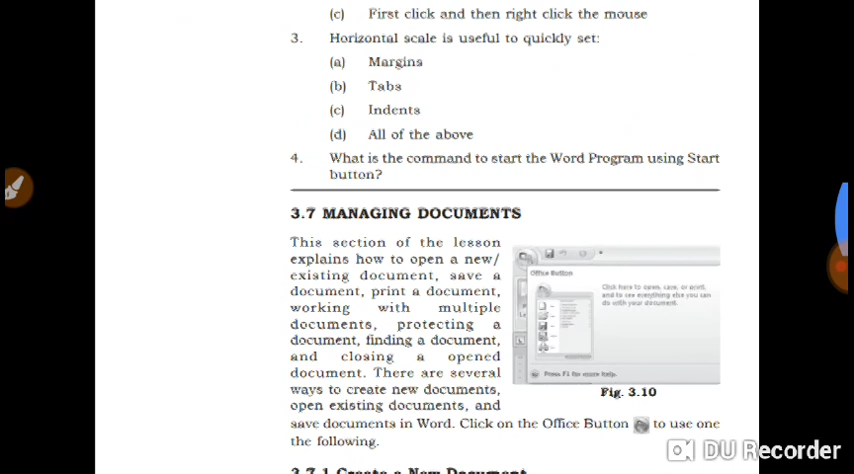 (c) First click and then right click the mouse
3. Horizontal scale is useful to quickly set:
(a) Margins
(b) Tabs
(c) Indents
(d) All of the above
4. What is the command to start the Word Program using Start
button?
3.7 MANAGING DOCUMENTS
This section of the lesson
explains how to open a new/
existing document, save a
document, print a document,
working with multiple
documents, protecting a
document, finding a document,
and closing a opened
document. There are several
ways to create new documents,
open existing documents, and
save documents in Word. Click on the Office Button to use one
the following.
Office Button
Click here to open, save, or print,
and to see everything else you can
do with your document.
Press F1 for more help.
Fig. 3.10
3.7.1 Create a New Document
DU Recorder